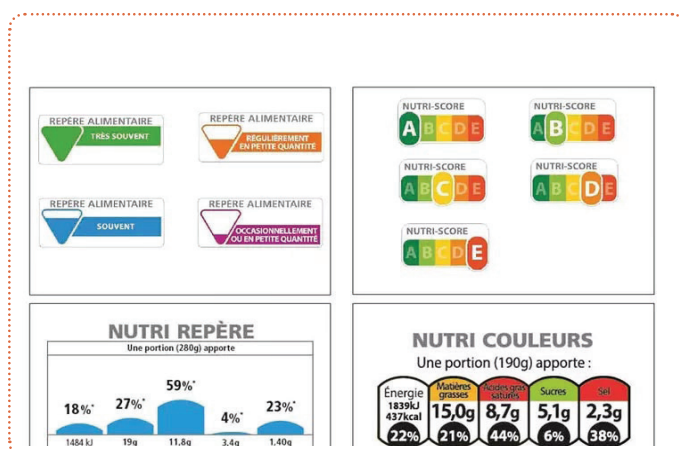 REPÈRE ALIMENTAIRE
TRÈS SOUVENT
REPÈRE ALIMENTAIRE
RÉGULIÈREMENT
EN PETITE QUANTITÉ
REPÈRE ALIMENTAIRE
SOUVENT
REPÈRE ALIMENTAIRE
OCCASIONNELLEMENT
OU EN PETITE QUANTITÉ
NUTRI-SCORE
A B C D E
NUTRI-SCORE
A B C D E
NUTRI-SCORE
A B C D E
NUTRI-SCORE
A B C D E
NUTRI-SCORE
A B C D E
NUTRI REPÈRE
Une portion (280g) apporte
18%* 27%* 59%* 4%* 23%*
1484 kJ 19g 11,8g 3,4g 1,40g
NUTRI COULEURS
Une portion (190g) apporte :
Énergie
1839kJ
437kcal
22%
Matières
grasses
15,0g
21%
Acides gras
saturés
8,7g
44%
Sucres
5,1g
6%
Sel
2,3g
38%